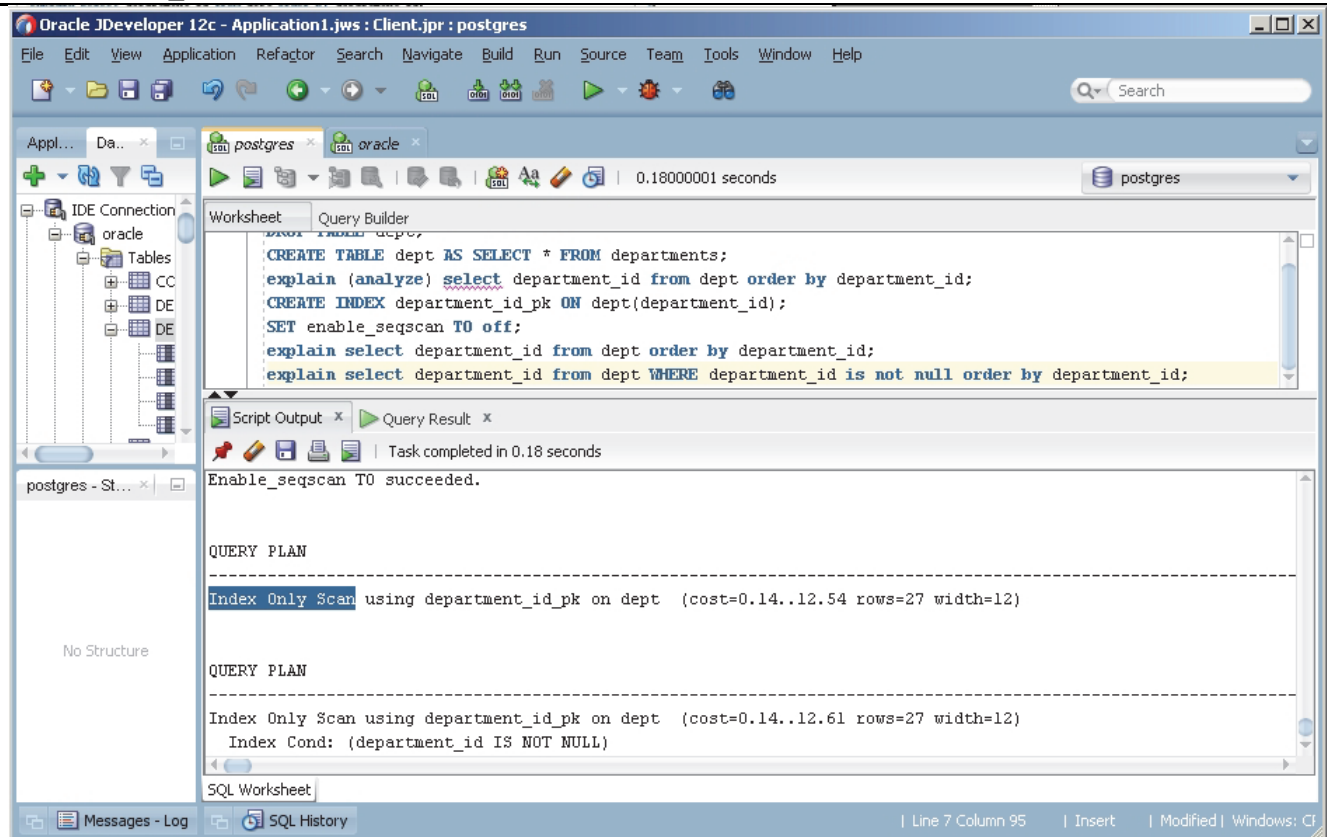 Oracle JDeveloper 12c - Application1.jws : Client.jpr : postgres
File Edit View Application Refactor Search Navigate Build Run Source Team Tools Window Help
Search
Appl... Da..
postgres oracle
0.18000001 seconds
postgres
IDE Connection
oracle
Tables
CO
DE
DE
Worksheet Query Builder
DROP TABLE dept;
CREATE TABLE dept AS SELECT * FROM departments;
explain (analyze) select department_id from dept order by department_id;
CREATE INDEX department_id_pk ON dept(department_id);
SET enable_seqscan TO off;
explain select department_id from dept order by department_id;
explain select department_id from dept WHERE department_id is not null order by department_id;
Script Output Query Result
Task completed in 0.18 seconds
postgres - St...
No Structure
Enable_seqscan TO succeeded.
QUERY PLAN
--------------------------------------------------------------------------------
Index Only Scan using department_id_pk on dept (cost=0.14..12.54 rows=27 width=12)
QUERY PLAN
--------------------------------------------------------------------------------
Index Only Scan using department_id_pk on dept (cost=0.14..12.61 rows=27 width=12)
Index Cond: (department_id IS NOT NULL)
SQL Worksheet
Messages - Log SQL History
Line 7 Column 95 Insert Modified Windows: CF